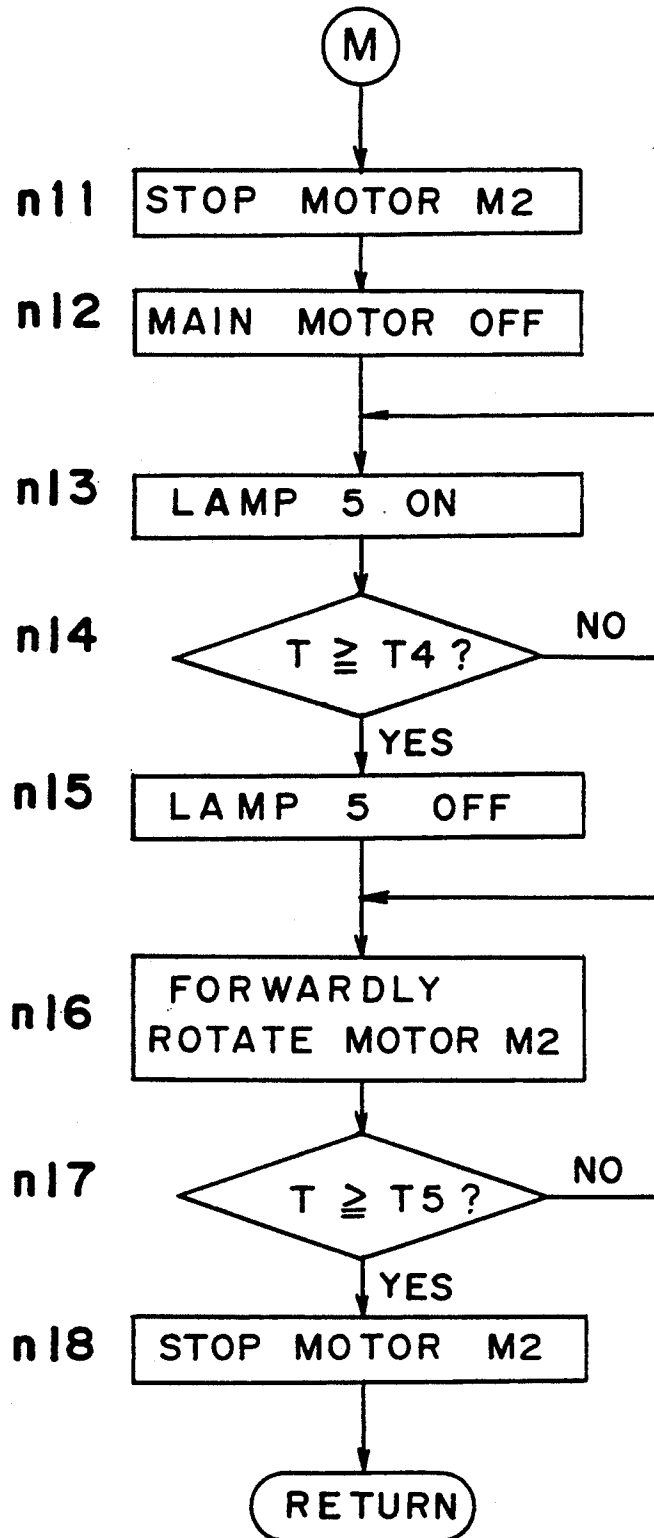 M
n11 STOP MOTOR M2
n12 MAIN MOTOR OFF
n13 LAMP 5 ON
n14 T ≧ T4 ? NO
YES
n15 LAMP 5 OFF
n16 FORWARDLY
ROTATE MOTOR M2
n17 T ≧ T5 ? NO
YES
n18 STOP MOTOR M2
RETURN